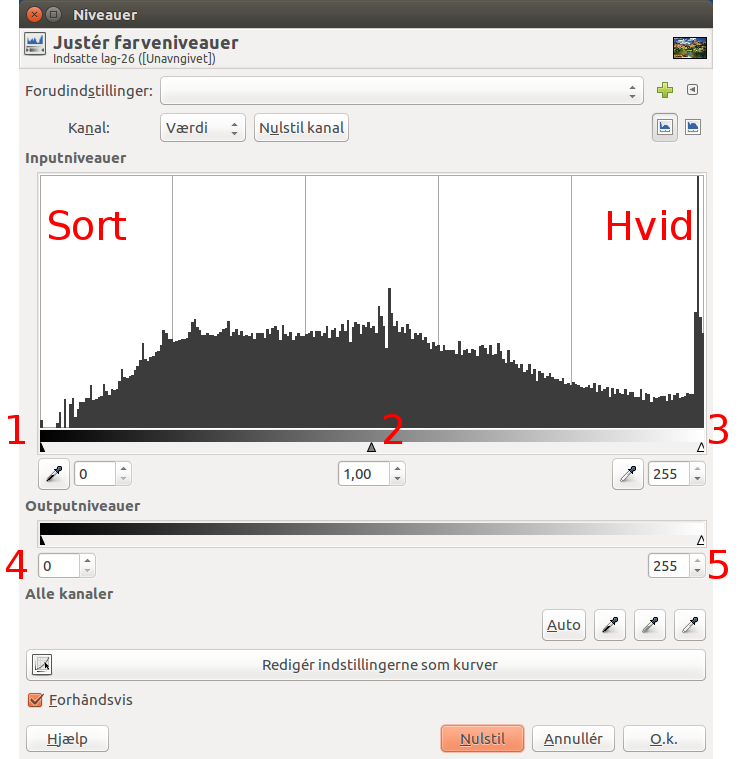 Niveauer
Justér farveniveauer
Indsatte lag-26 ([Unavngivet])
Forudindstillinger:
Kanal: Værdi Nulstil kanal
Inputniveauer
Sort Hvid
1 2 3
0 1,00 255
Outputniveauer
4 0 255 5
Alle kanaler
Auto
Redigér indstillingerne som kurver
Forhåndsvis
Hjælp Nulstil Annullér O.k.